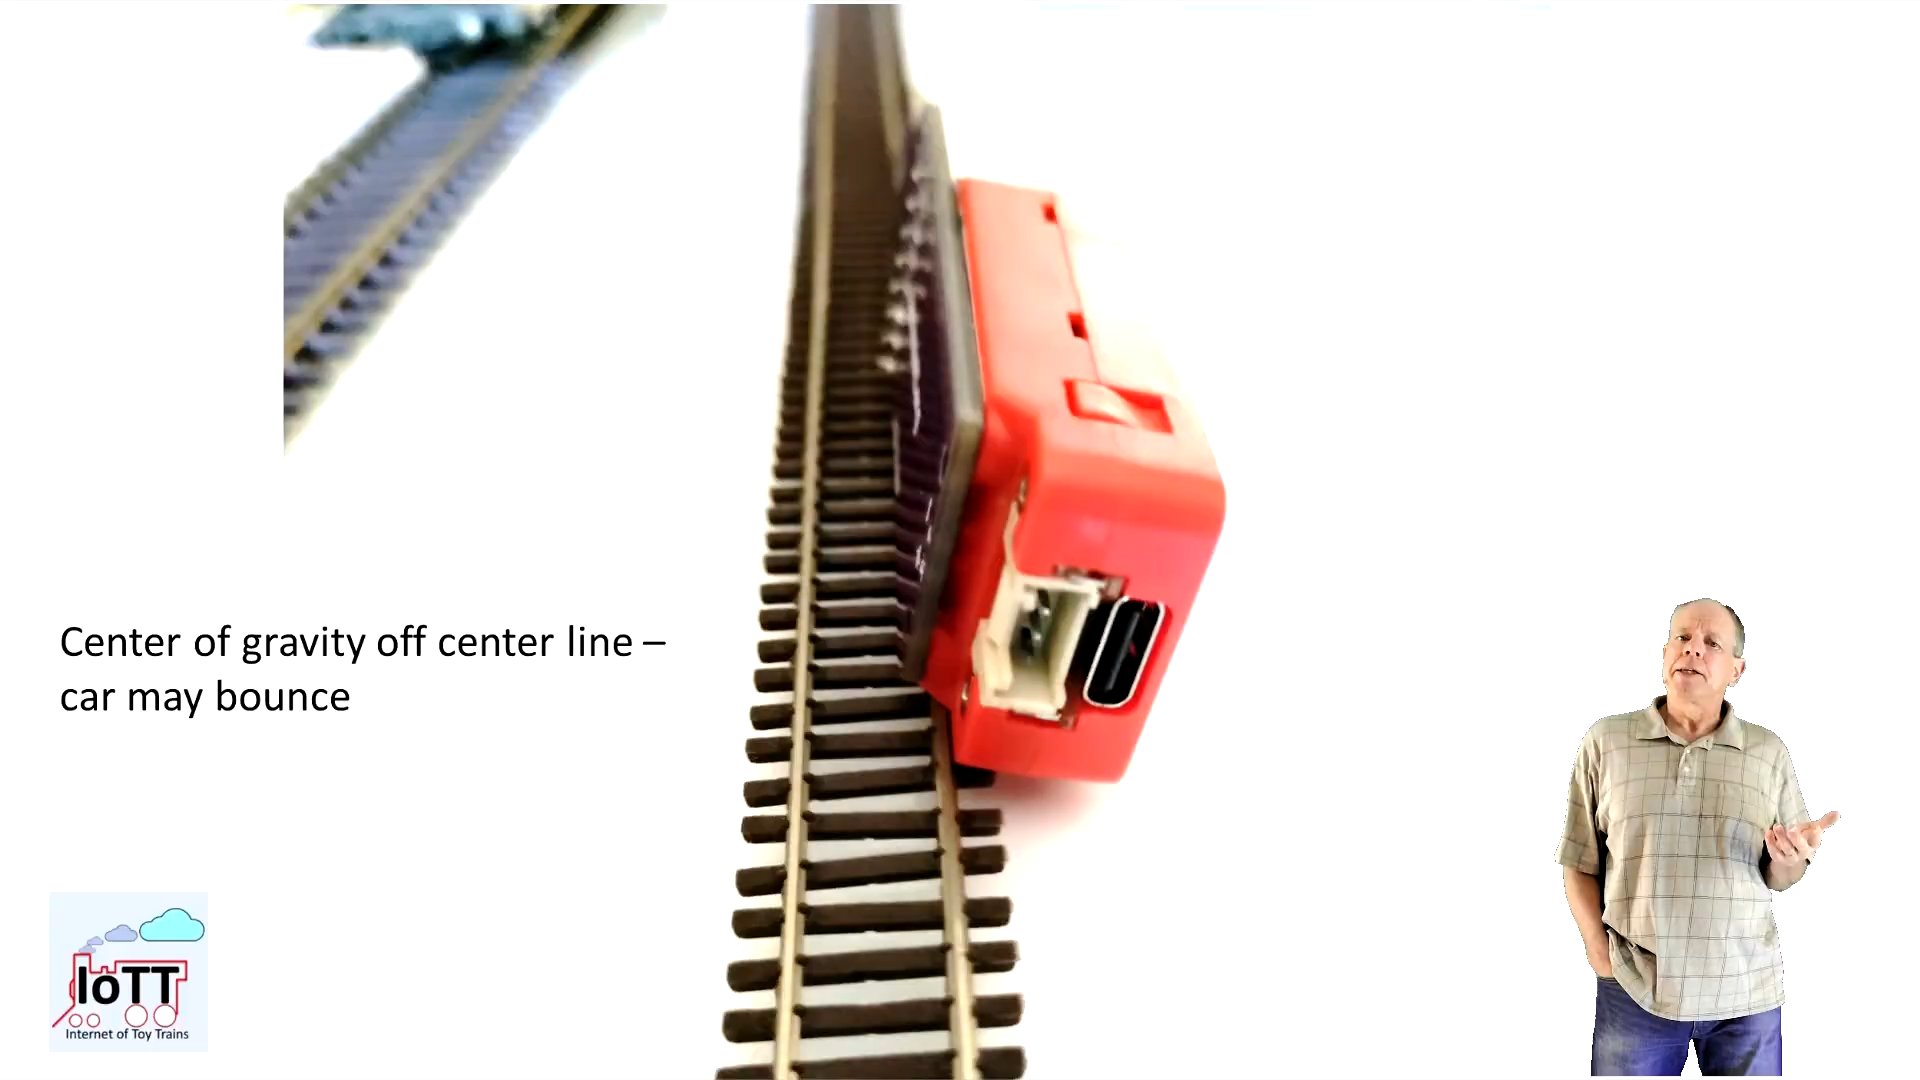 Center of gravity off center line –
car may bounce
IoTT
Internet of Toy Trains